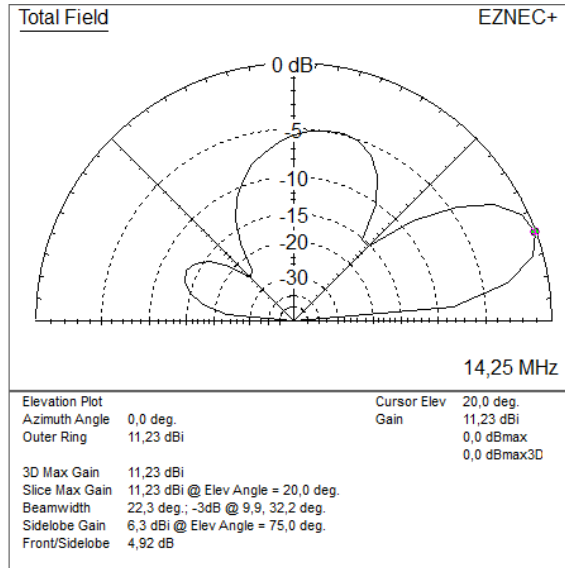 Total Field
EZNEC+
0 dB
-5
-10
-15
-20
-30
14,25 MHz
Elevation Plot
Azimuth Angle 0,0 deg.
Outer Ring 11,23 dBi
Cursor Elev 20,0 deg.
Gain 11,23 dBi
0,0 dBmax
0,0 dBmax3D
3D Max Gain 11,23 dBi
Slice Max Gain 11,23 dBi @ Elev Angle = 20,0 deg.
Beamwidth 22,3 deg.; -3dB @ 9,9, 32,2 deg.
Sidelobe Gain 6,3 dBi @ Elev Angle = 75,0 deg.
Front/Sidelobe 4,92 dB